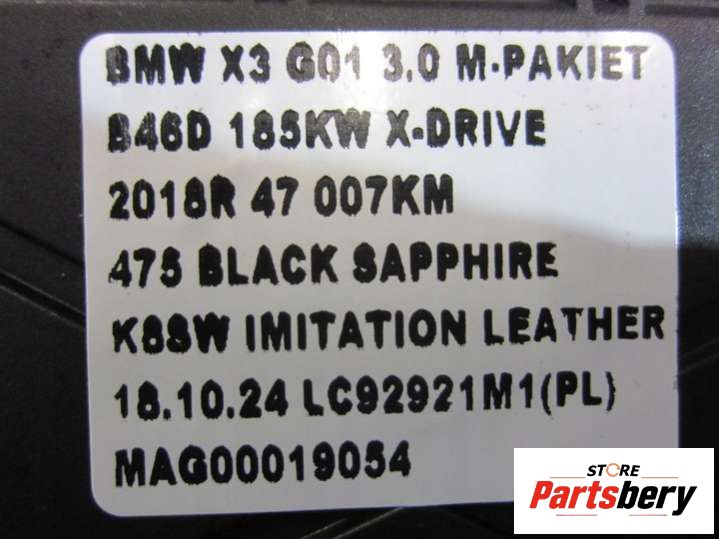 BMW X3 G01 3.0 M-PAKIET
B46D 185KW X-DRIVE
2018R 47 007KM
475 BLACK SAPPHIRE
K8SW IMITATION LEATHER
18.10.24 LC92921M1(PL)
MAG00019054
STORE
Partsbery